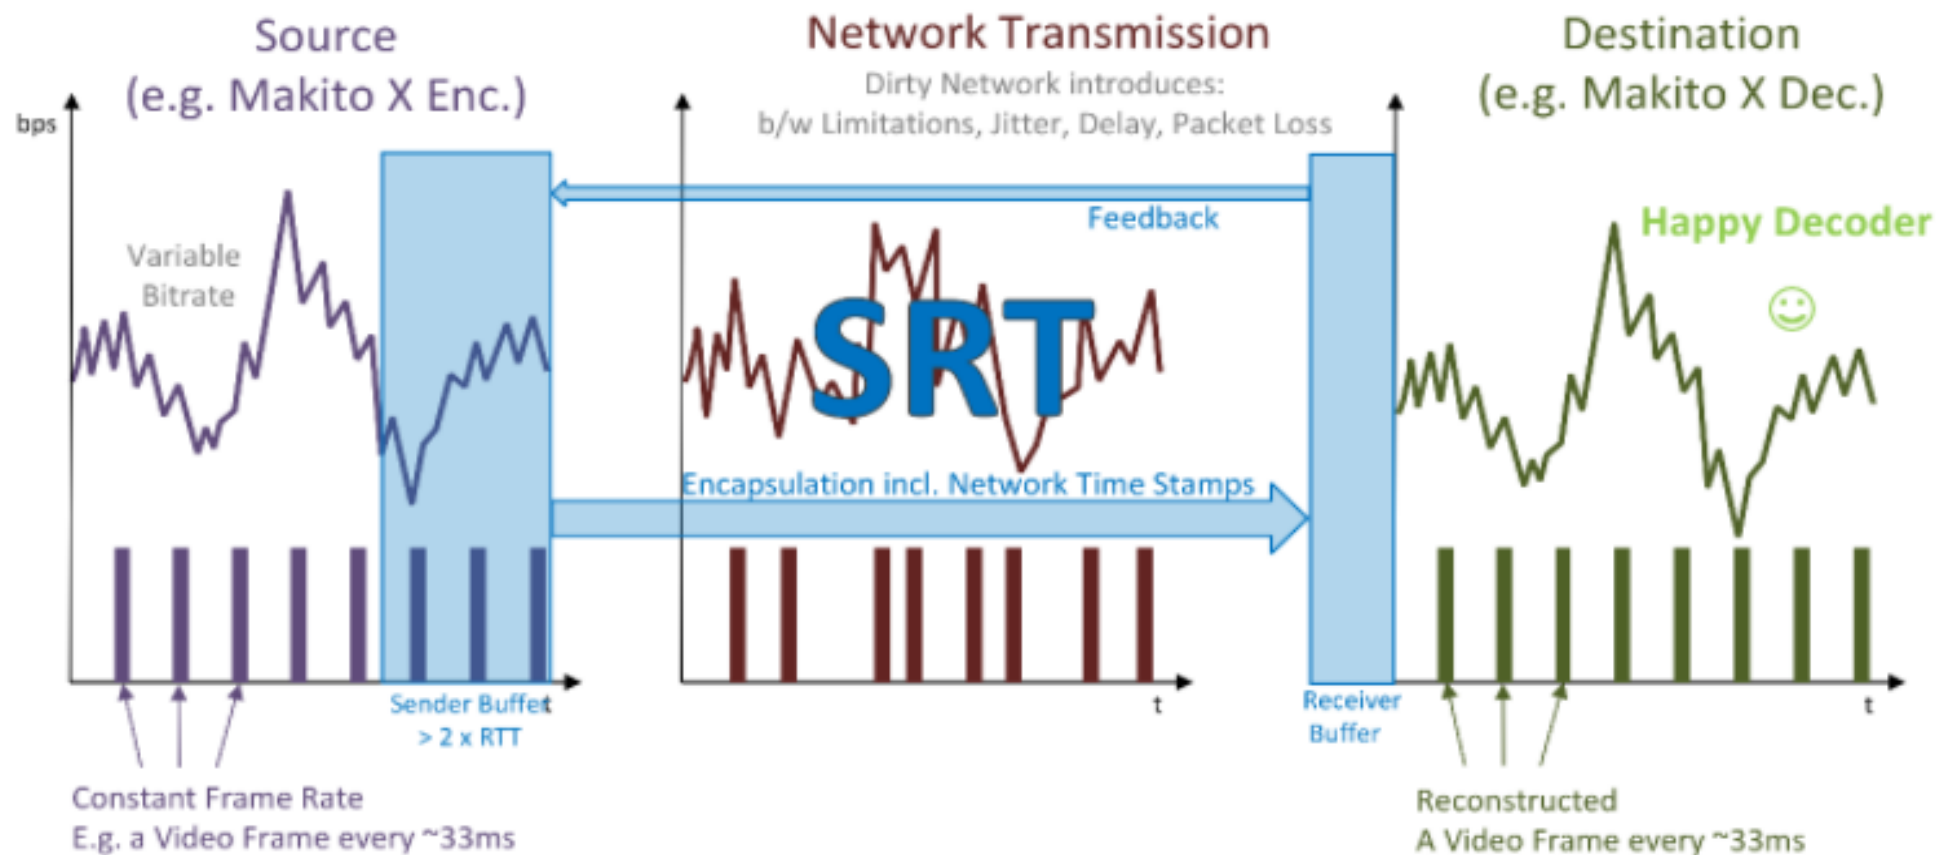 Source
(e.g. Makito X Enc.)
bps
Variable
Bitrate
Sender Buffer
> 2 x RTT
t
Constant Frame Rate
E.g. a Video Frame every ~33ms
Network Transmission
Dirty Network introduces:
b/w Limitations, Jitter, Delay, Packet Loss
Feedback
SRT
Encapsulation incl. Network Time Stamps
t
Receiver
Buffer
Destination
(e.g. Makito X Dec.)
Happy Decoder
t
Reconstructed
A Video Frame every ~33ms